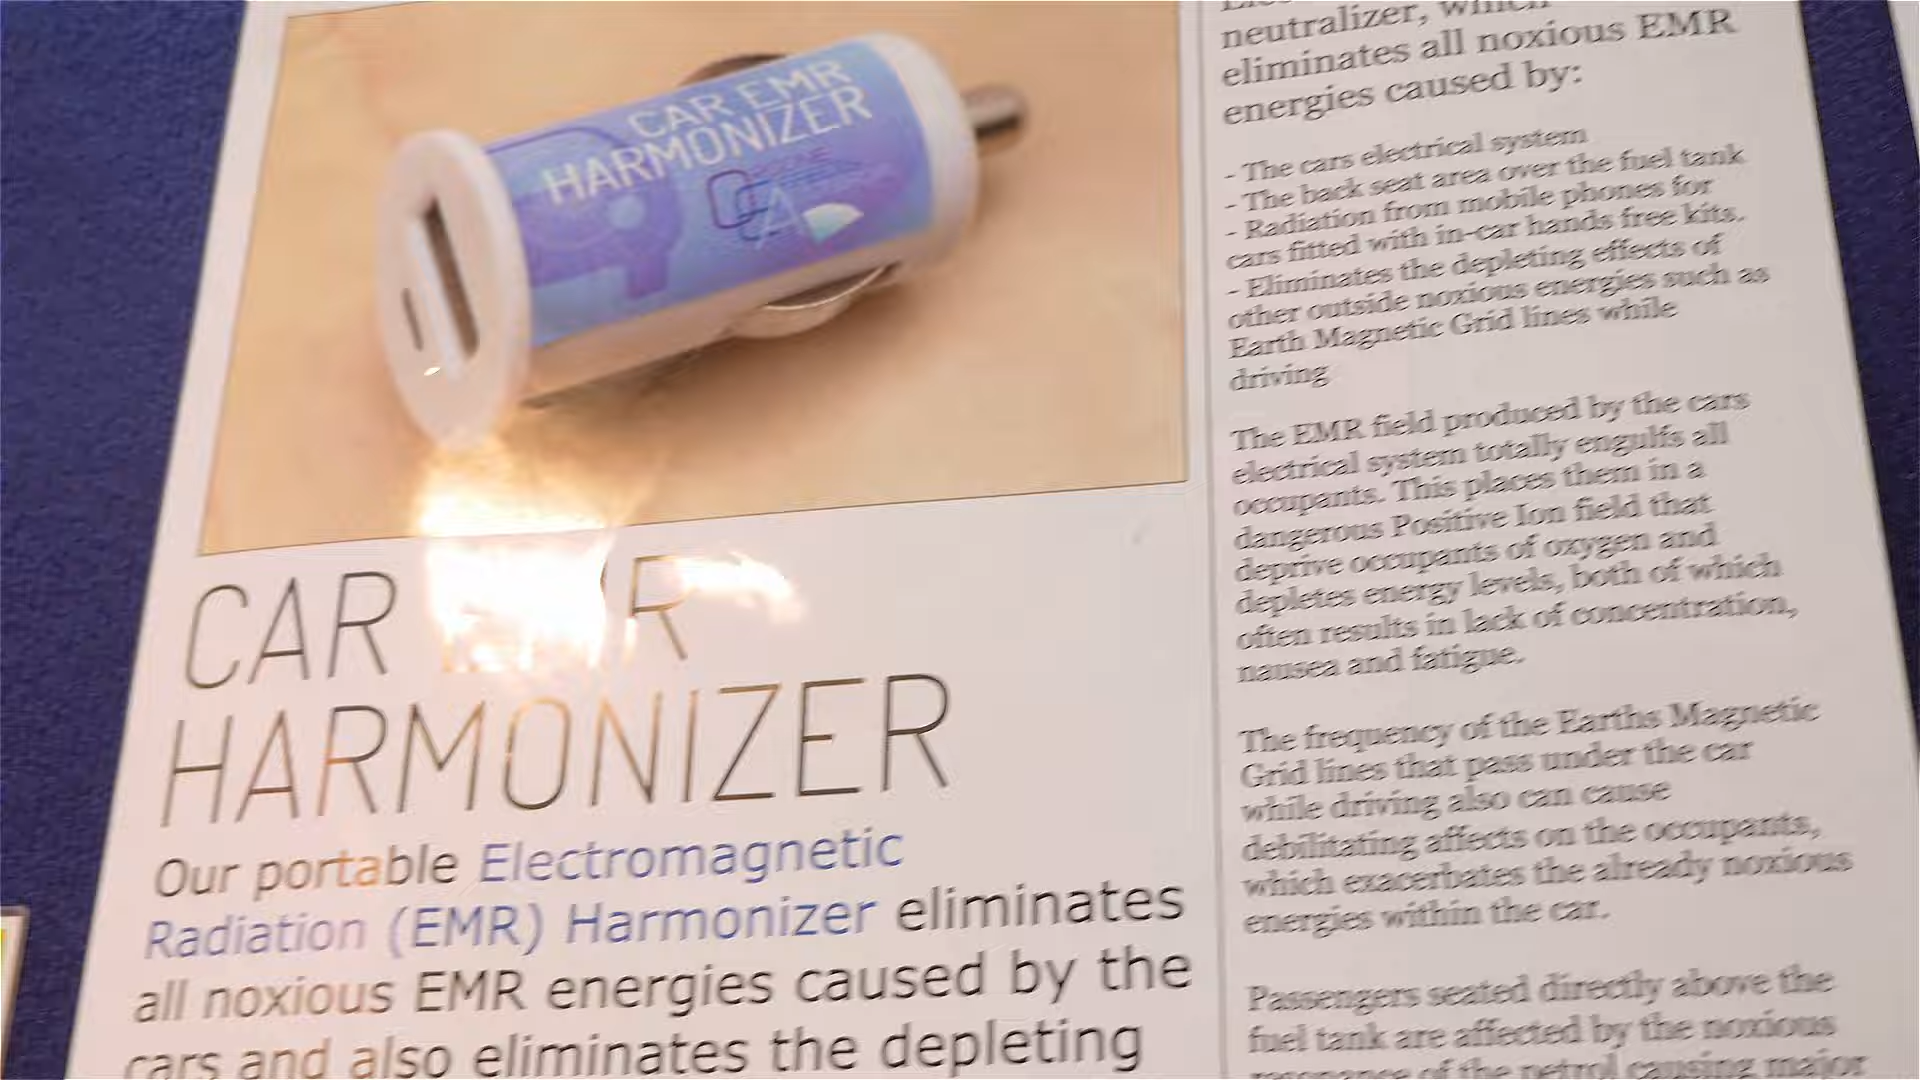 CAR EMR
HARMONIZER
CAR R
HARMONIZER
Our portable Electromagnetic
Radiation (EMR) Harmonizer eliminates
all noxious EMR energies caused by the
cars and also eliminates the depleting
neutralizer, which
eliminates all noxious EMR
energies caused by:
- The cars electrical system
- The back seat area over the fuel tank
- Radiation from mobile phones for
cars fitted with in-car hands free kits.
- Eliminates the depleting effects of
other outside noxious energies such as
Earth Magnetic Grid lines while
driving
The EMR field produced by the cars
electrical system totally engulfs all
occupants. This places them in a
dangerous Positive Ion field that
deprive occupants of oxygen and
depletes energy levels, both of which
often results in lack of concentration,
nausea and fatigue.
The frequency of the Earths Magnetic
Grid lines that pass under the car
while driving also can cause
debilitating affects on the occupants,
which exacerbates the already noxious
energies within the car.
Passengers seated directly above the
fuel tank are affected by the noxious
resonance of the petrol causing major